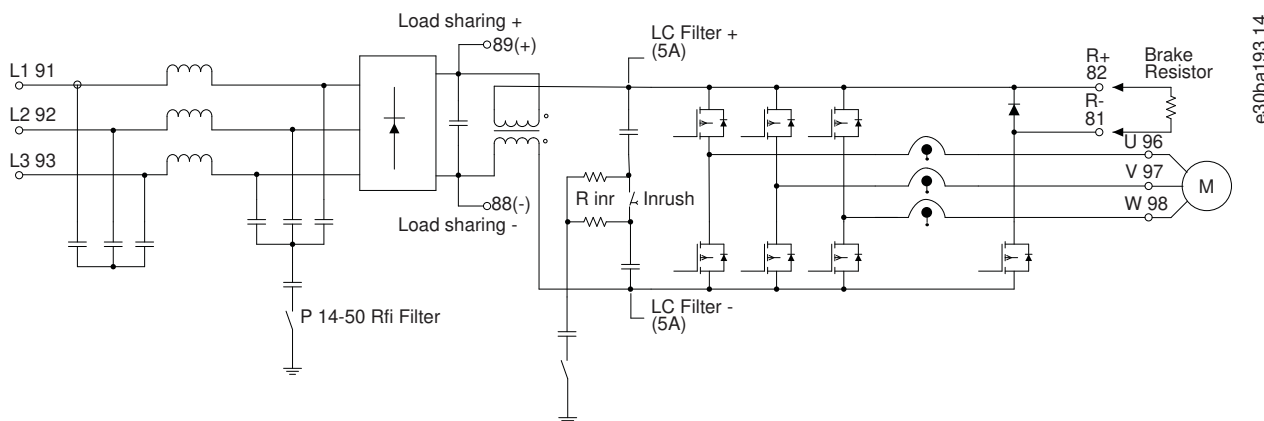 Load sharing +
89(+)
LC Filter +
(5A)
L1 91
L2 92
L3 93
R+
82
Brake
Resistor
R-
81
U 96
V 97
W 98
M
R inr
Inrush
88(-)
Load sharing -
P 14-50 Rfi Filter
LC Filter -
(5A)
e30ba193.14